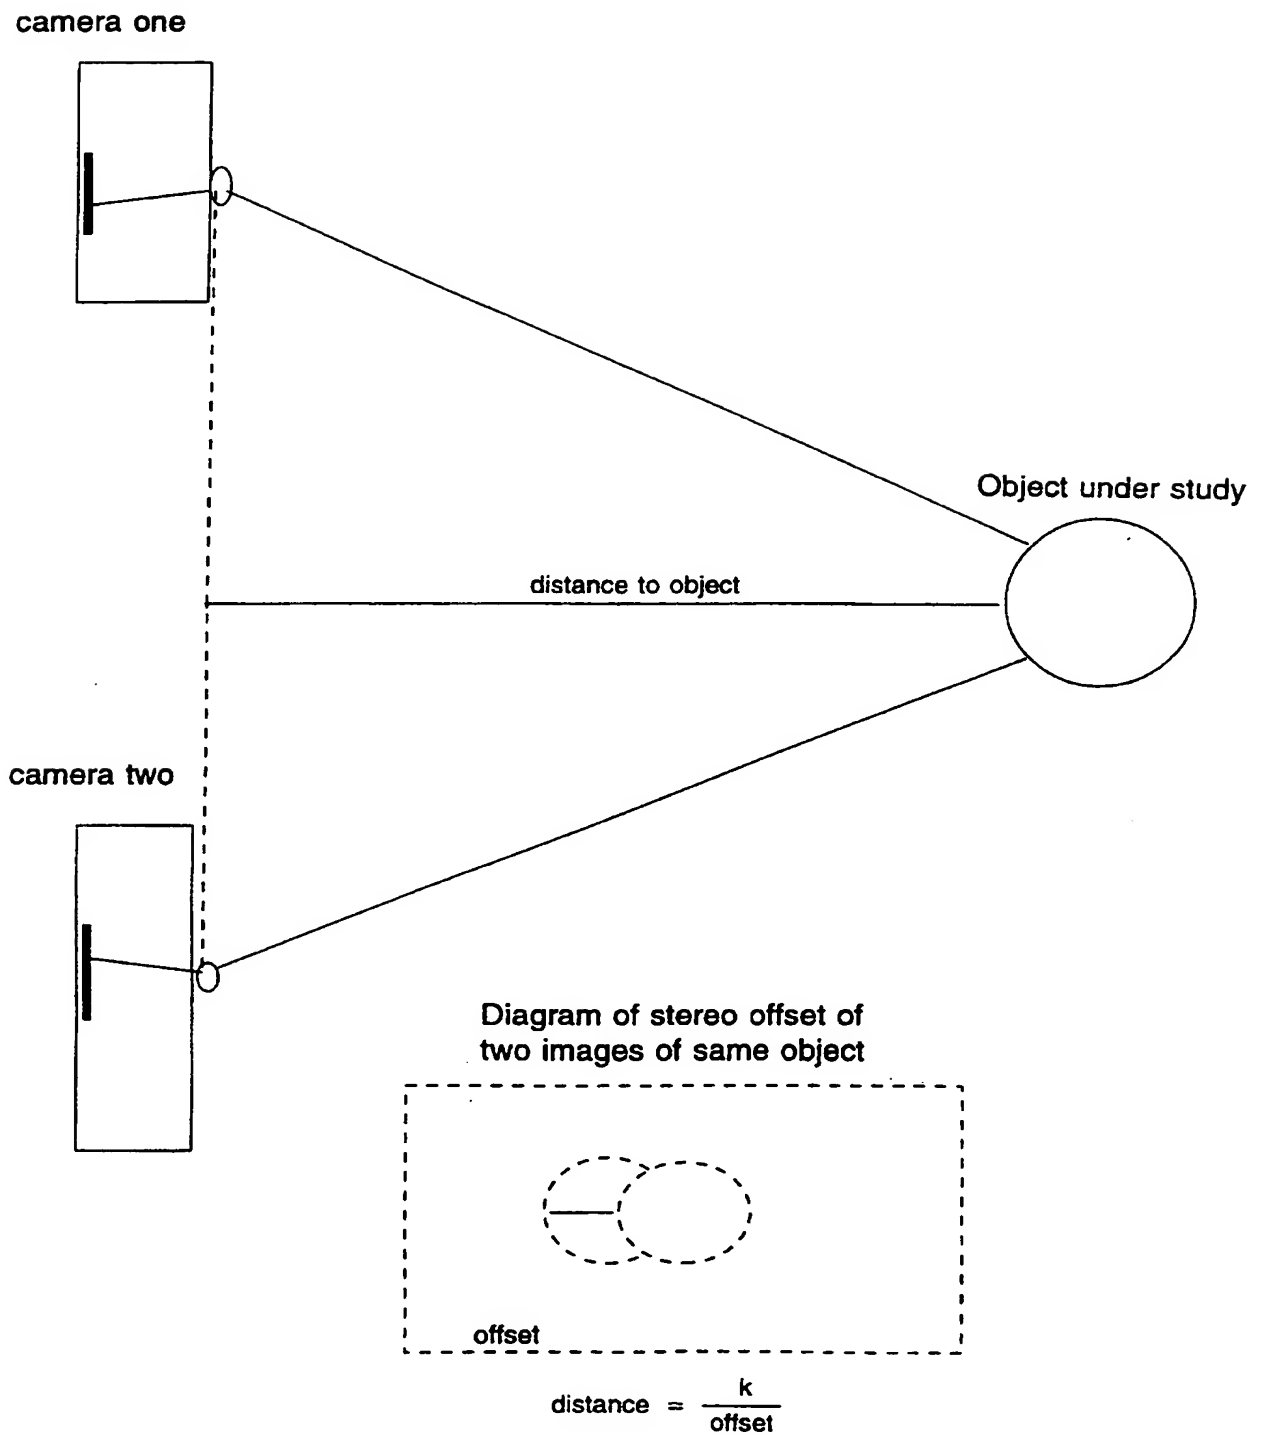 camera one
Object under study
distance to object
camera two
Diagram of stereo offset of
two images of same object
offset
distance = k
offset